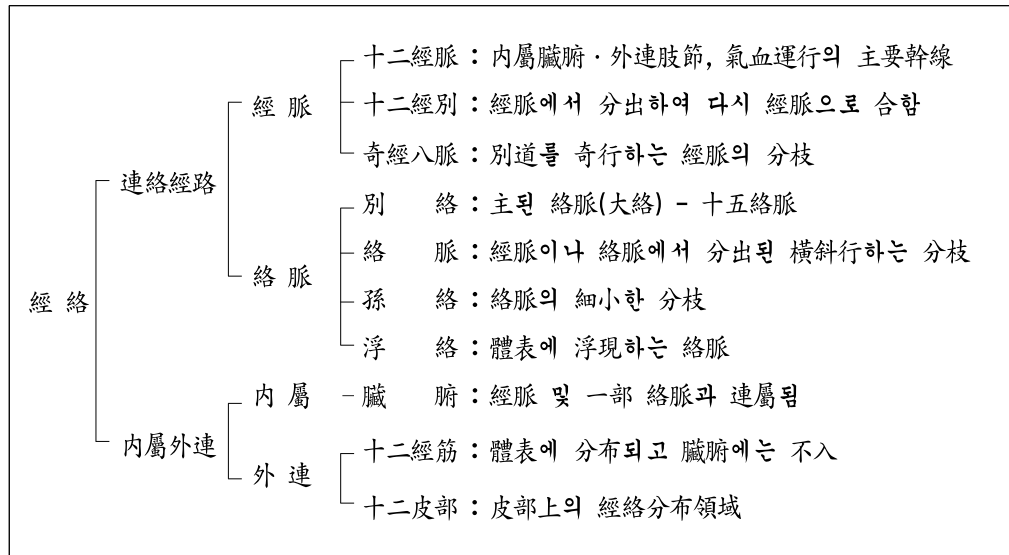 十二經脈 : 內屬臟腑 · 外連肢節, 氣血運行의 主要幹線
經 脈
十二經別 : 經脈에서 分出하여 다시 經脈으로 合함
奇經八脈 : 別道를 奇行하는 經脈의 分枝
連絡經路
別 絡 : 主된 絡脈(大絡) - 十五絡脈
絡 脈 : 經脈이나 絡脈에서 分出된 橫斜行하는 分枝
絡 脈
孫 絡 : 絡脈의 細小한 分枝
經 絡
浮 絡 : 體表에 浮現하는 絡脈
內 屬 - 臟 腑 : 經脈 및 一部 絡脈과 連屬됨
內屬外連
十二經筋 : 體表에 分布되고 臟腑에는 不入
外 連
十二皮部 : 皮部上의 經絡分布領域